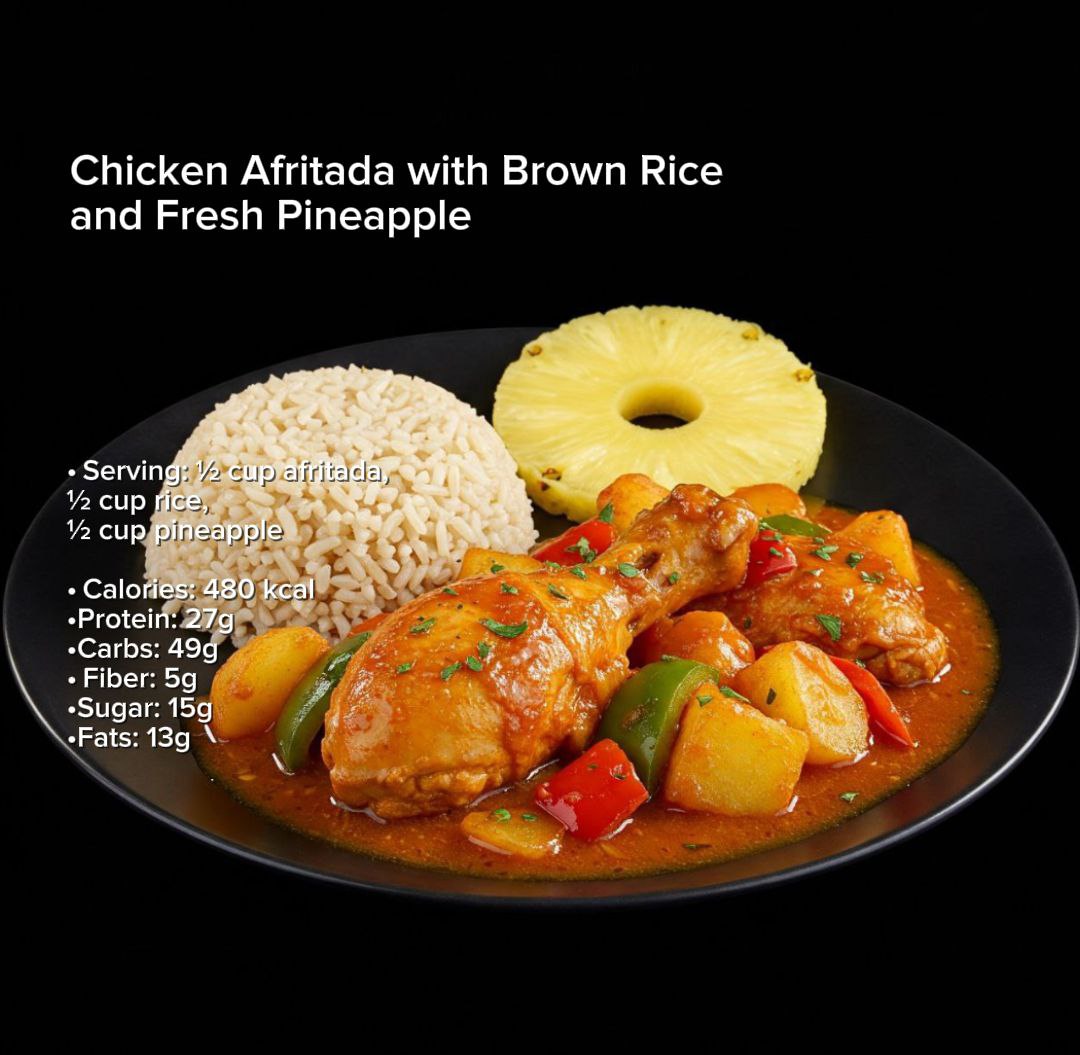 Chicken Afritada with Brown Rice
and Fresh Pineapple
• Serving: ½ cup afritada,
½ cup rice,
½ cup pineapple
• Calories: 480 kcal
•Protein: 27g
•Carbs: 49g
• Fiber: 5g
•Sugar: 15g
•Fats: 13g